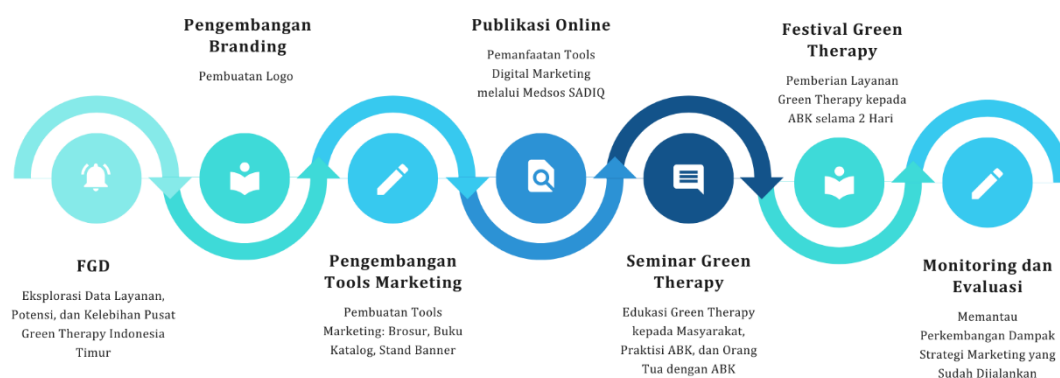 FGD
Eksplorasi Data Layanan,
Potensi, dan Kelebihan Pusat
Green Therapy Indonesia
Timur
Pengembangan
Branding
Pembuatan Logo
Pengembangan
Tools Marketing
Pembuatan Tools
Marketing: Brosur, Buku
Katalog, Stand Banner
Publikasi Online
Pemanfaatan Tools
Digital Marketing
melalui Medsos SADIQ
Seminar Green
Therapy
Edukasi Green Therapy
kepada Masyarakat,
Praktisi ABK, dan Orang
Tua dengan ABK
Festival Green
Therapy
Pemberian Layanan
Green Therapy kepada
ABK selama 2 Hari
Monitoring dan
Evaluasi
Memantau
Perkembangan Dampak
Strategi Marketing yang
Sudah Dijalankan